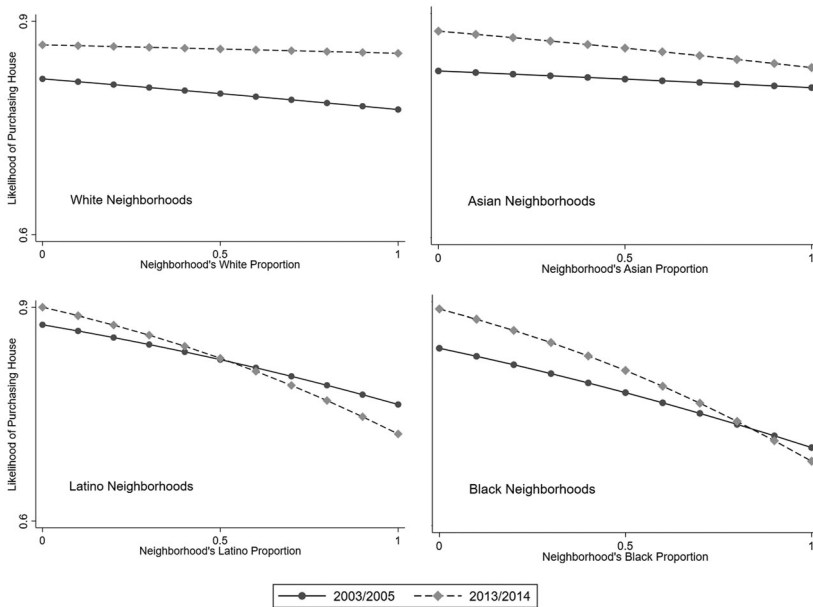 0.9
Likelihood of Purchasing House
0.6
White Neighborhoods
0
0.5
1
Neighborhood's White Proportion
Asian Neighborhoods
0
0.5
1
Neighborhood's Asian Proportion
0.9
Likelihood of Purchasing House
0.6
Latino Neighborhoods
0
0.5
1
Neighborhood's Latino Proportion
Black Neighborhoods
0
0.5
1
Neighborhood's Black Proportion
2003/2005
2013/2014